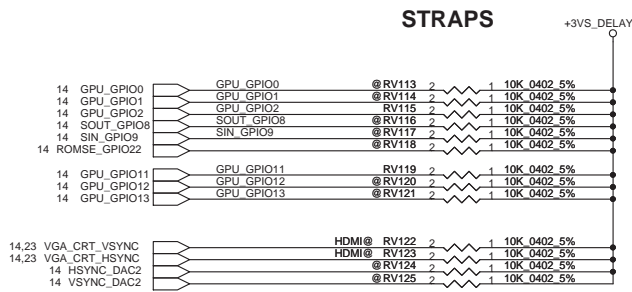 STRAPS
+3VS_DELAY
14 GPU_GPIO0 GPU_GPIO0 @RV113 2 1 10K_0402_5%
14 GPU_GPIO1 GPU_GPIO1 @RV114 2 1 10K_0402_5%
14 GPU_GPIO2 GPU_GPIO2 RV115 2 1 10K_0402_5%
14 SOUT_GPIO8 SOUT_GPIO8 @RV116 2 1 10K_0402_5%
14 SIN_GPIO9 SIN_GPIO9 @RV117 2 1 10K_0402_5%
14 ROMSE_GPIO22 @RV118 2 1 10K_0402_5%
14 GPU_GPIO11 GPU_GPIO11 RV119 2 1 10K_0402_5%
14 GPU_GPIO12 GPU_GPIO12 @RV120 2 1 10K_0402_5%
14 GPU_GPIO13 GPU_GPIO13 @RV121 2 1 10K_0402_5%
14,23 VGA_CRT_VSYNC HDMI@ RV122 2 1 10K_0402_5%
14,23 VGA_CRT_HSYNC HDMI@ RV123 2 1 10K_0402_5%
14 HSYNC_DAC2 @RV124 2 1 10K_0402_5%
14 VSYNC_DAC2 @RV125 2 1 10K_0402_5%